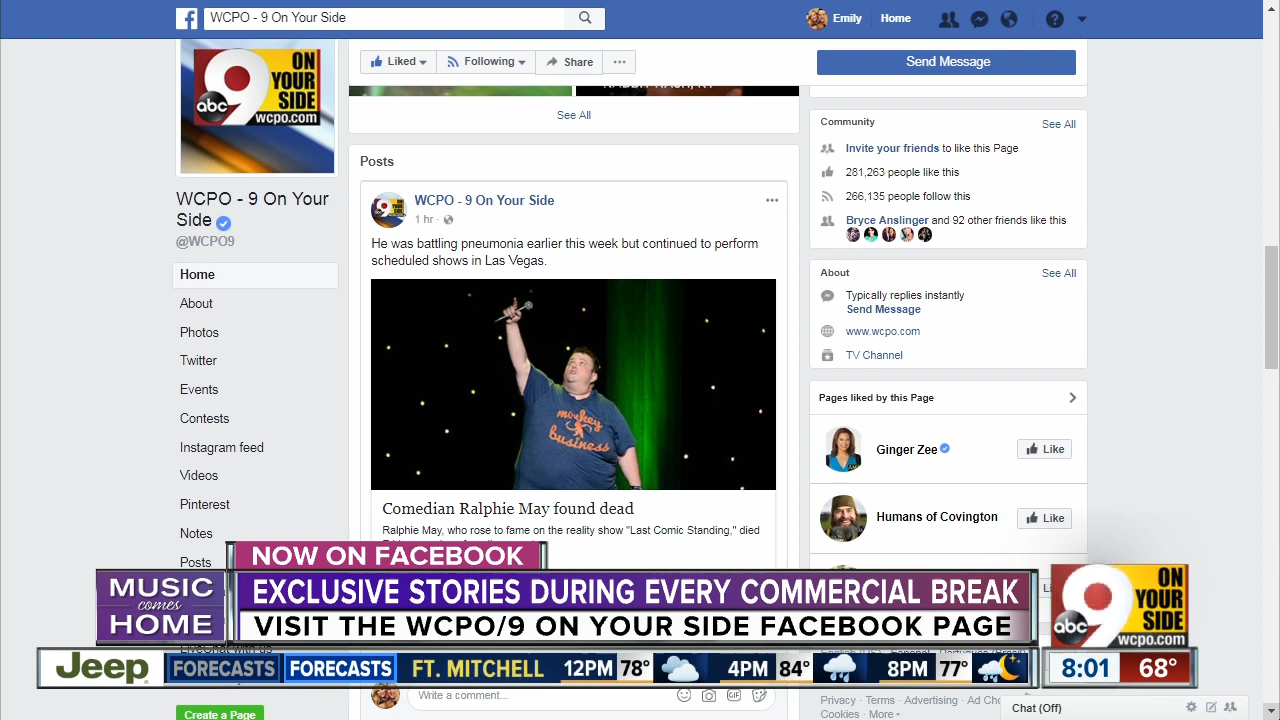 WCPO - 9 On Your Side
Emily
Home
ON
YOUR
SIDE
abc 9
wcpo.com
WCPO - 9 On Your
Side
@WCPO9
Home
About
Photos
Twitter
Events
Contests
Instagram feed
Videos
Pinterest
Notes
Posts
Create a Page
Liked
Following
Share
See All
Posts
WCPO - 9 On Your Side
1 hr ·
He was battling pneumonia earlier this week but continued to perform
scheduled shows in Las Vegas.
monkey
business
Comedian Ralphie May found dead
Ralphie May, who rose to fame on the reality show "Last Comic Standing," died
Write a comment...
GIF
Send Message
Community
See All
Invite your friends to like this Page
281,263 people like this
266,135 people follow this
Bryce Anslinger and 92 other friends like this
About
See All
Typically replies instantly
Send Message
www.wcpo.com
TV Channel
Pages liked by this Page
Ginger Zee
Like
Humans of Covington
Like
Privacy · Terms · Advertising · Ad Cho
Cookies · More
Chat (Off)
NOW ON FACEBOOK
MUSIC
comes
HOME
EXCLUSIVE STORIES DURING EVERY COMMERCIAL BREAK
VISIT THE WCPO/9 ON YOUR SIDE FACEBOOK PAGE
ON
YOUR
SIDE
abc 9
wcpo.com
Jeep
FORECASTS
FORECASTS
FT. MITCHELL
12PM 78°
4PM 84°
8PM 77°
8:01
68°